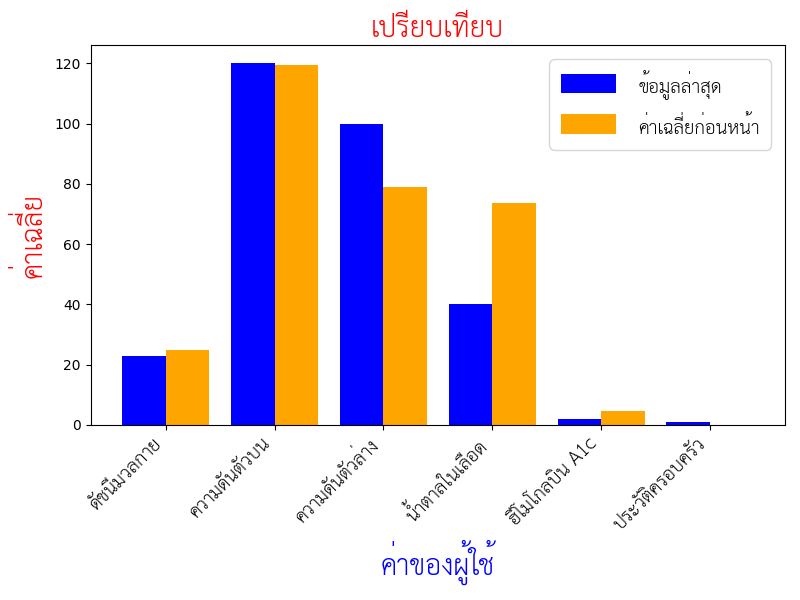 เปรียบเทียบ
ข้อมูลล่าสุด
ค่าเฉลี่ยก่อนหน้า
ค่าเฉลี่ย
120
100
80
60
40
20
0
ดัชนีมวลกาย
ความดันตัวบน
ความดันตัวล่าง
น้ำตาลในเลือด
ฮีโมโกลบิน A1c
ประวัติครอบครัว
ค่าของผู้ใช้